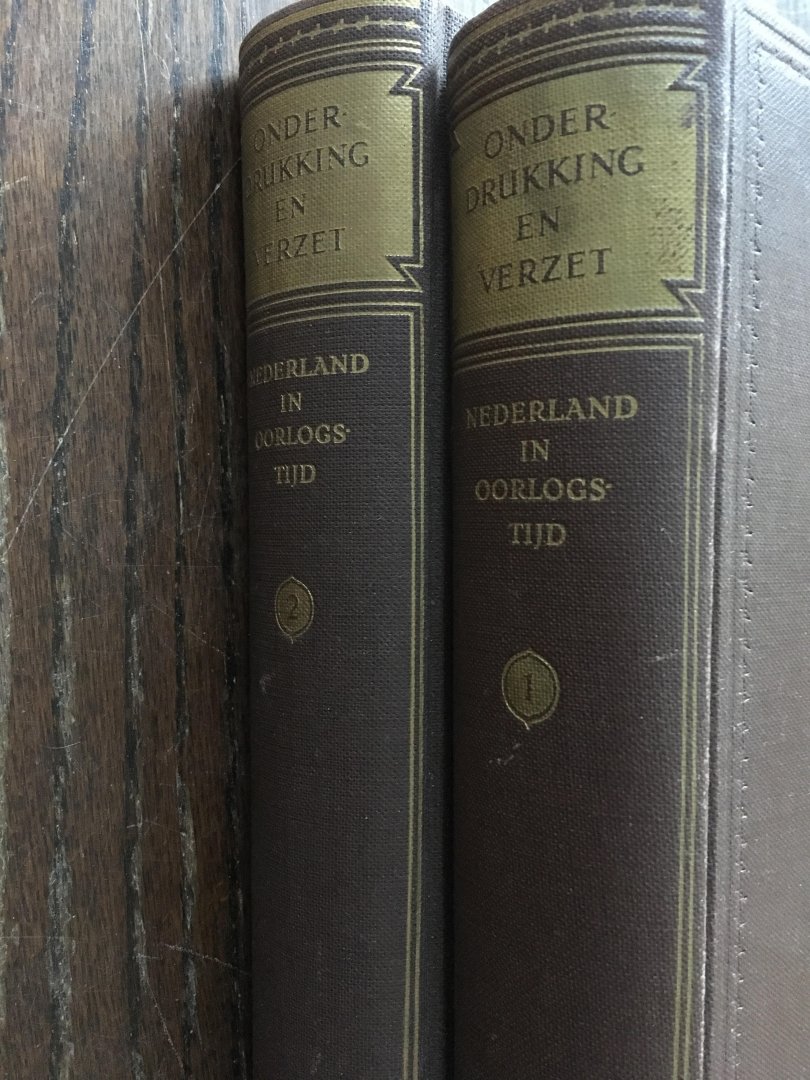 ONDER-
DRUKKING
EN
VERZET
NEDERLAND
IN
OORLOGS-
TIJD
2
ONDER-
DRUKKING
EN
VERZET
NEDERLAND
IN
OORLOGS-
TIJD
1